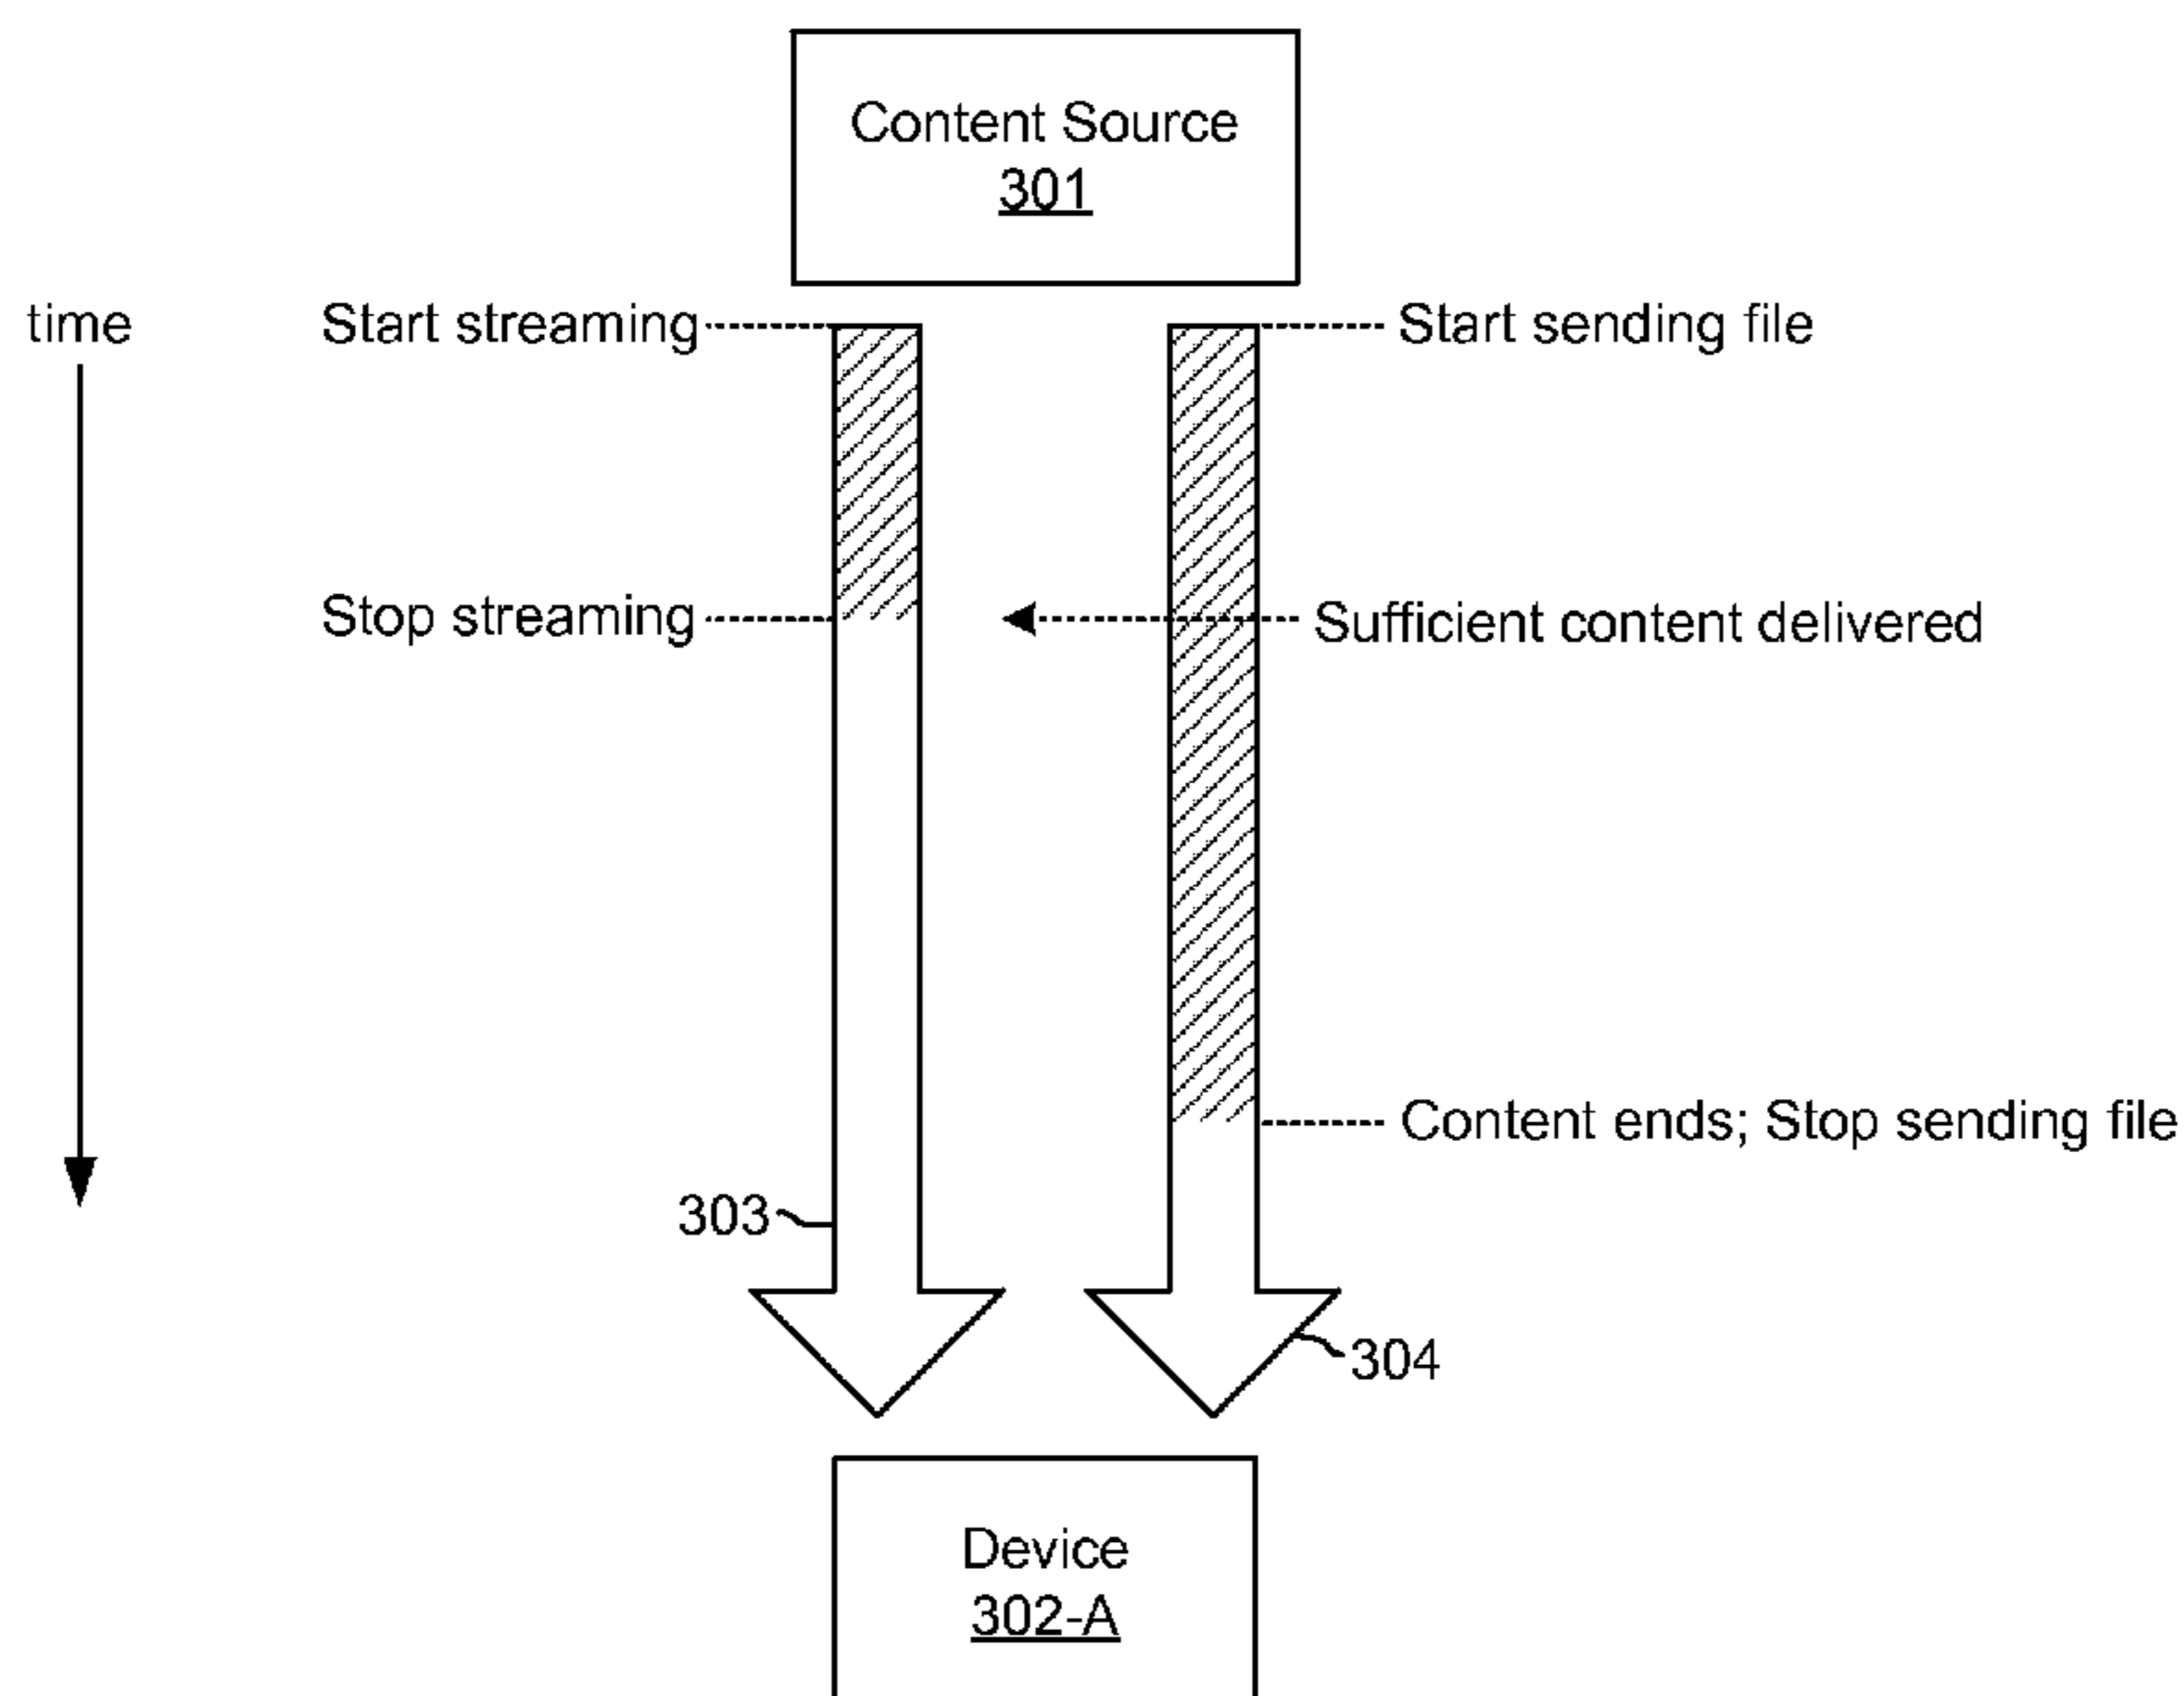 Content Source
301
time
Start streaming
Start sending file
Stop streaming
Sufficient content delivered
Content ends; Stop sending file
303
304
Device
302-A